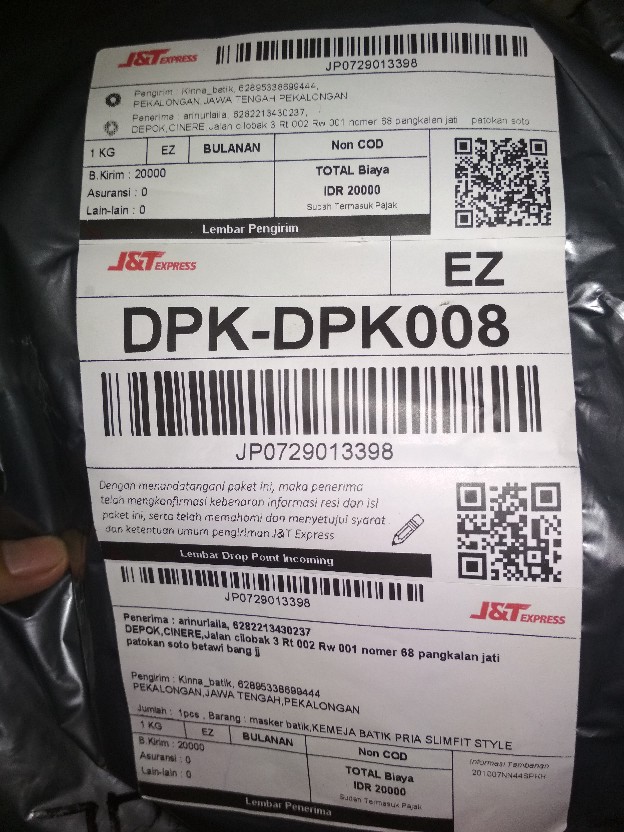 J&T EXPRESS
JP0729013398
Pengirim : Kinna_batik, 62895338699444,
PEKALONGAN,JAWA TENGAH PEKALONGAN
Penerima : arinurlaila, 6282213430237,
DEPOK,CINERE,Jalan cilobak 3 Rt 002 Rw 001 nomer 68 pangkalan jati patokan soto
1 KG EZ BULANAN Non COD
B.Kirim : 20000
Asuransi : 0
Lain-lain : 0
TOTAL Biaya
IDR 20000
Sudah Termasuk Pajak
Lembar Pengirim
J&T EXPRESS
EZ
DPK-DPK008
JP0729013398
Dengan menandatangani paket ini, maka penerima
telah mengkonfirmasi kebenaran informasi resi dan isi
paket ini, serta telah memahami dan menyetujui syarat
dan ketentuan umum pengiriman J&T Express
Lembar Drop Point Incoming
JP0729013398
J&T EXPRESS
Penerima : arinurlaila, 6282213430237
DEPOK,CINERE,Jalan cilobak 3 Rt 002 Rw 001 nomer 68 pangkalan jati
patokan soto betawi bang jj
Pengirim : Kinna_batik, 62895338699444
PEKALONGAN,JAWA TENGAH,PEKALONGAN
Jumlah : 1pcs , Barang : masker batik,KEMEJA BATIK PRIA SLIMFIT STYLE
1 KG EZ BULANAN Non COD
B.Kirim : 20000
Asuransi : 0
Lain-lain : 0
TOTAL Biaya
IDR 20000
Sudah Termasuk Pajak
Informasi Tambahan
Lembar Penerima